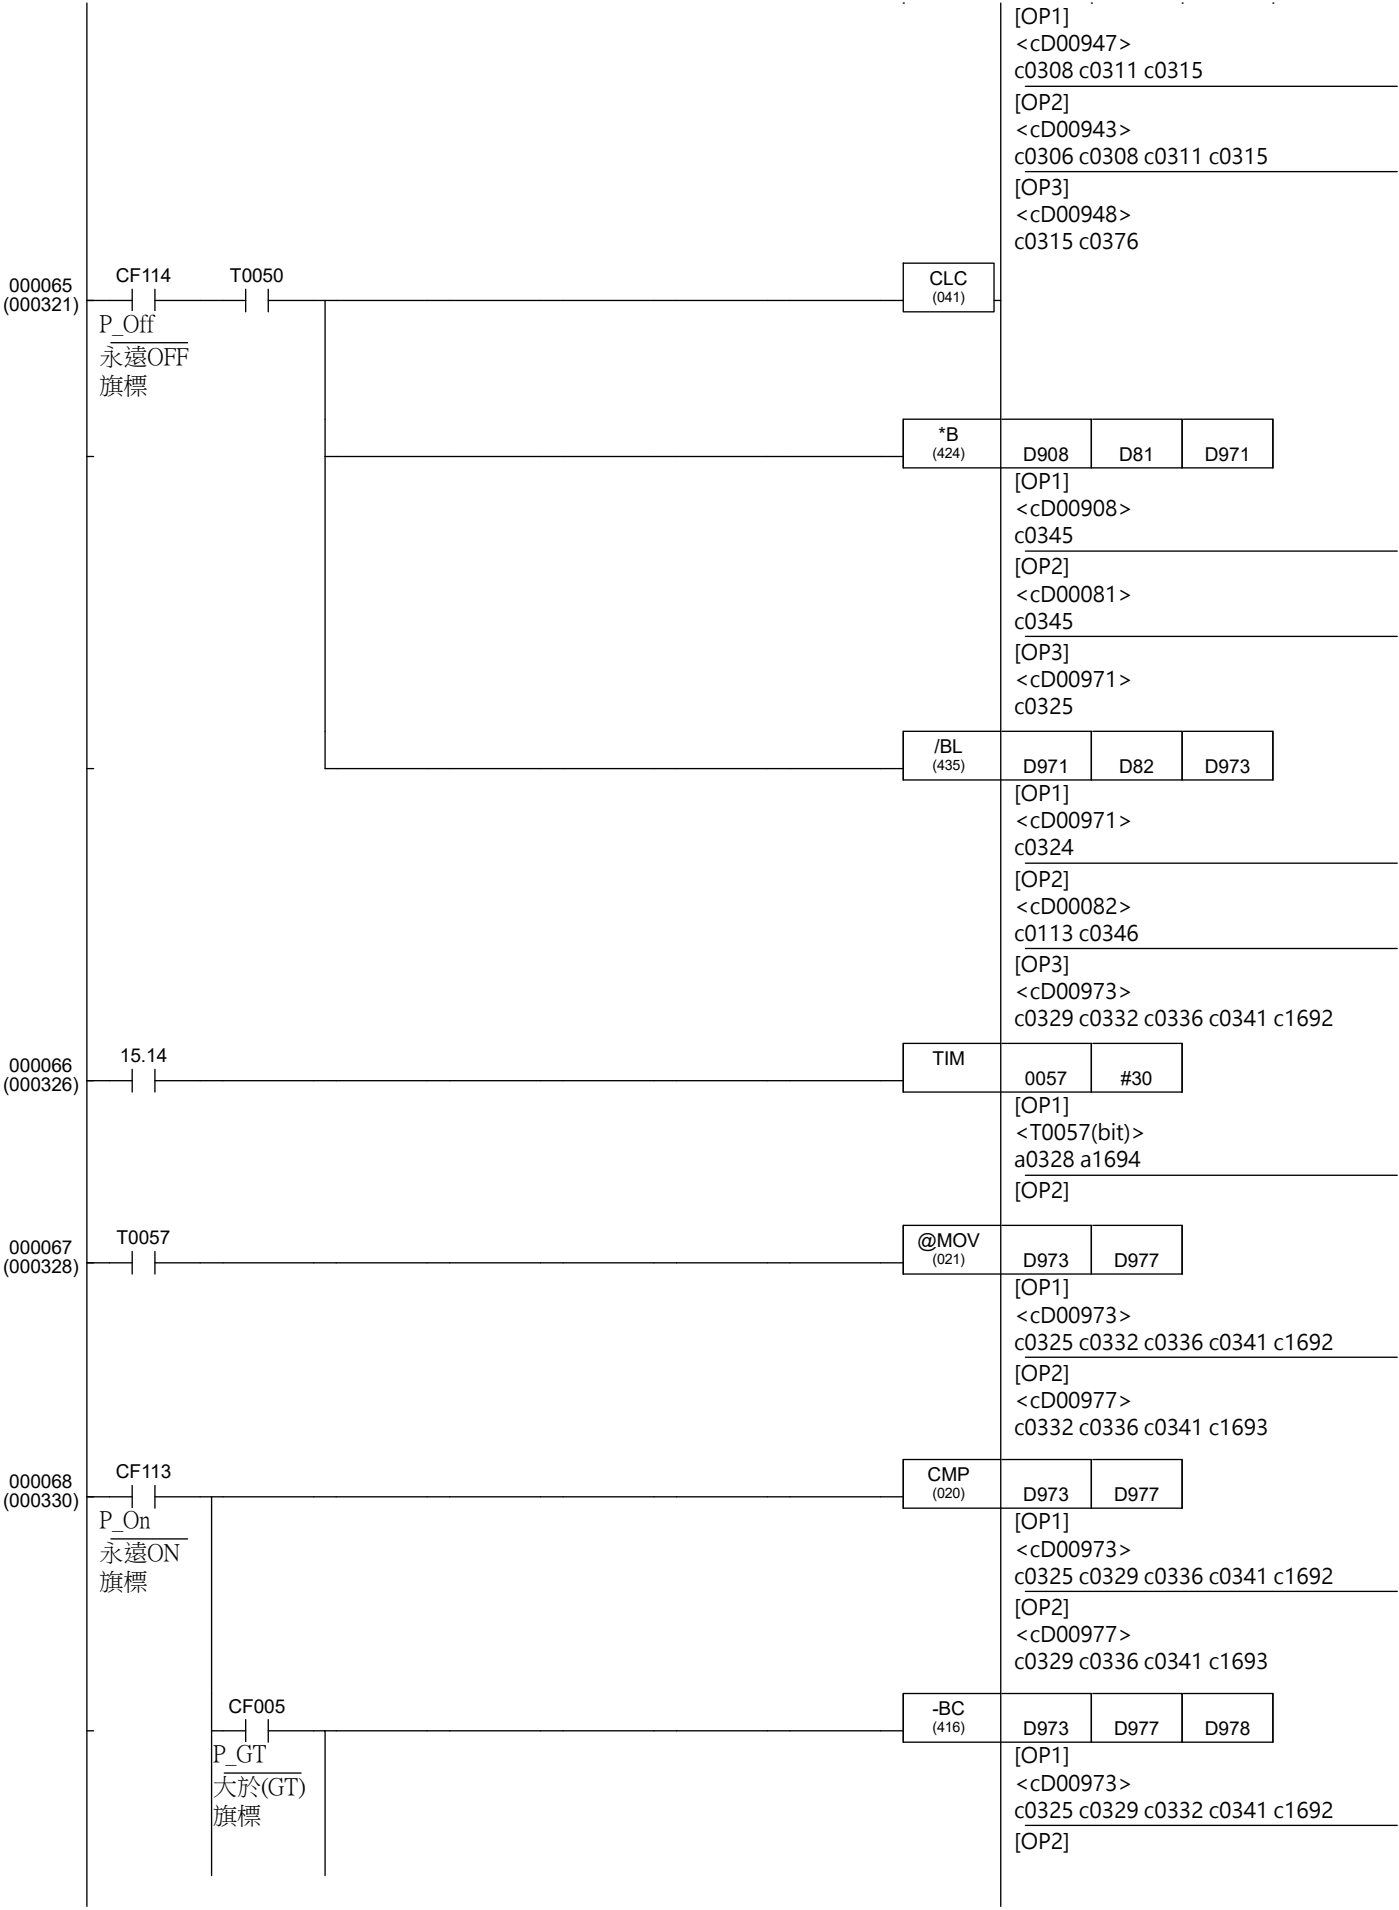 [OP1]
<cD00947>
c0308 c0311 c0315
[OP2]
<cD00943>
c0306 c0308 c0311 c0315
[OP3]
<cD00948>
c0315 c0376
000065
(000321)
CF114
T0050
P_Off
永遠OFF
旗標
CLC
(041)
*B
(424)
D908 D81 D971
[OP1]
<cD00908>
c0345
[OP2]
<cD00081>
c0345
[OP3]
<cD00971>
c0325
/BL
(435)
D971 D82 D973
[OP1]
<cD00971>
c0324
[OP2]
<cD00082>
c0113 c0346
[OP3]
<cD00973>
c0329 c0332 c0336 c0341 c1692
000066
(000326)
15.14
TIM
0057 #30
[OP1]
<T0057(bit)>
a0328 a1694
[OP2]
000067
(000328)
T0057
@MOV
(021)
D973 D977
[OP1]
<cD00973>
c0325 c0332 c0336 c0341 c1692
[OP2]
<cD00977>
c0332 c0336 c0341 c1693
000068
(000330)
CF113
P_On
永遠ON
旗標
CMP
(020)
D973 D977
[OP1]
<cD00973>
c0325 c0329 c0336 c0341 c1692
[OP2]
<cD00977>
c0329 c0336 c0341 c1693
CF005
P_GT
大於(GT)
旗標
-BC
(416)
D973 D977 D978
[OP1]
<cD00973>
c0325 c0329 c0332 c0341 c1692
[OP2]